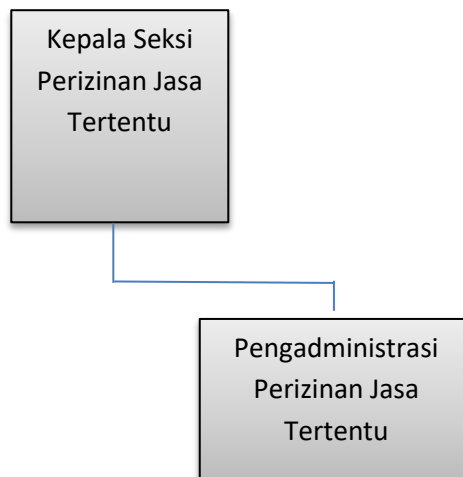 Kepala Seksi
Perizinan Jasa
Tertentu
Pengadministrasi
Perizinan Jasa
Tertentu